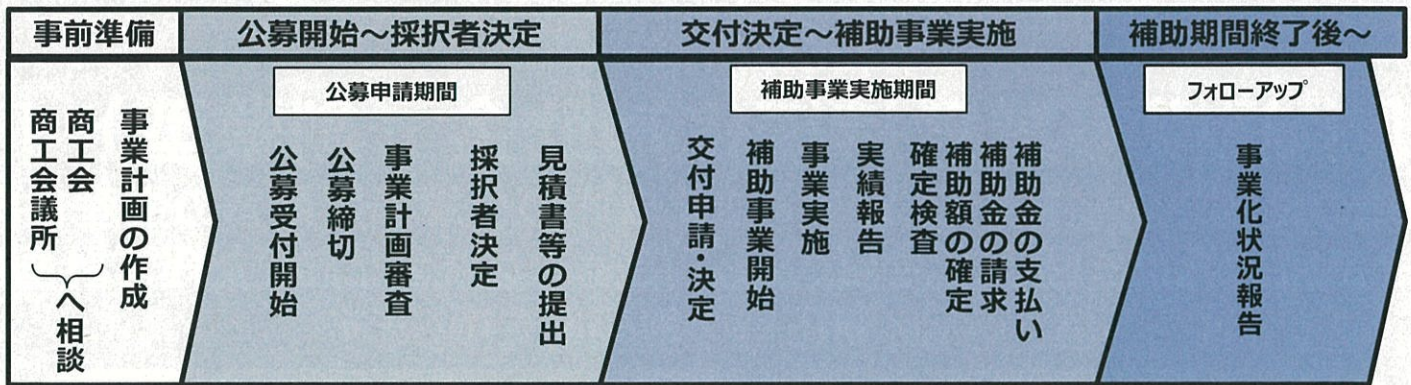 事前準備
公募開始～採択者決定
交付決定～補助事業実施
補助期間終了後～
商工会議所
商工会
へ相談
事業計画の作成
公募申請期間
公募受付開始
公募締切
事業計画審査
採択者決定
見積書等の提出
補助事業実施期間
交付申請・決定
補助事業開始
事業実施
実績報告
確定検査
補助額の確定
補助金の請求
補助金の支払い
フォローアップ
事業化状況報告